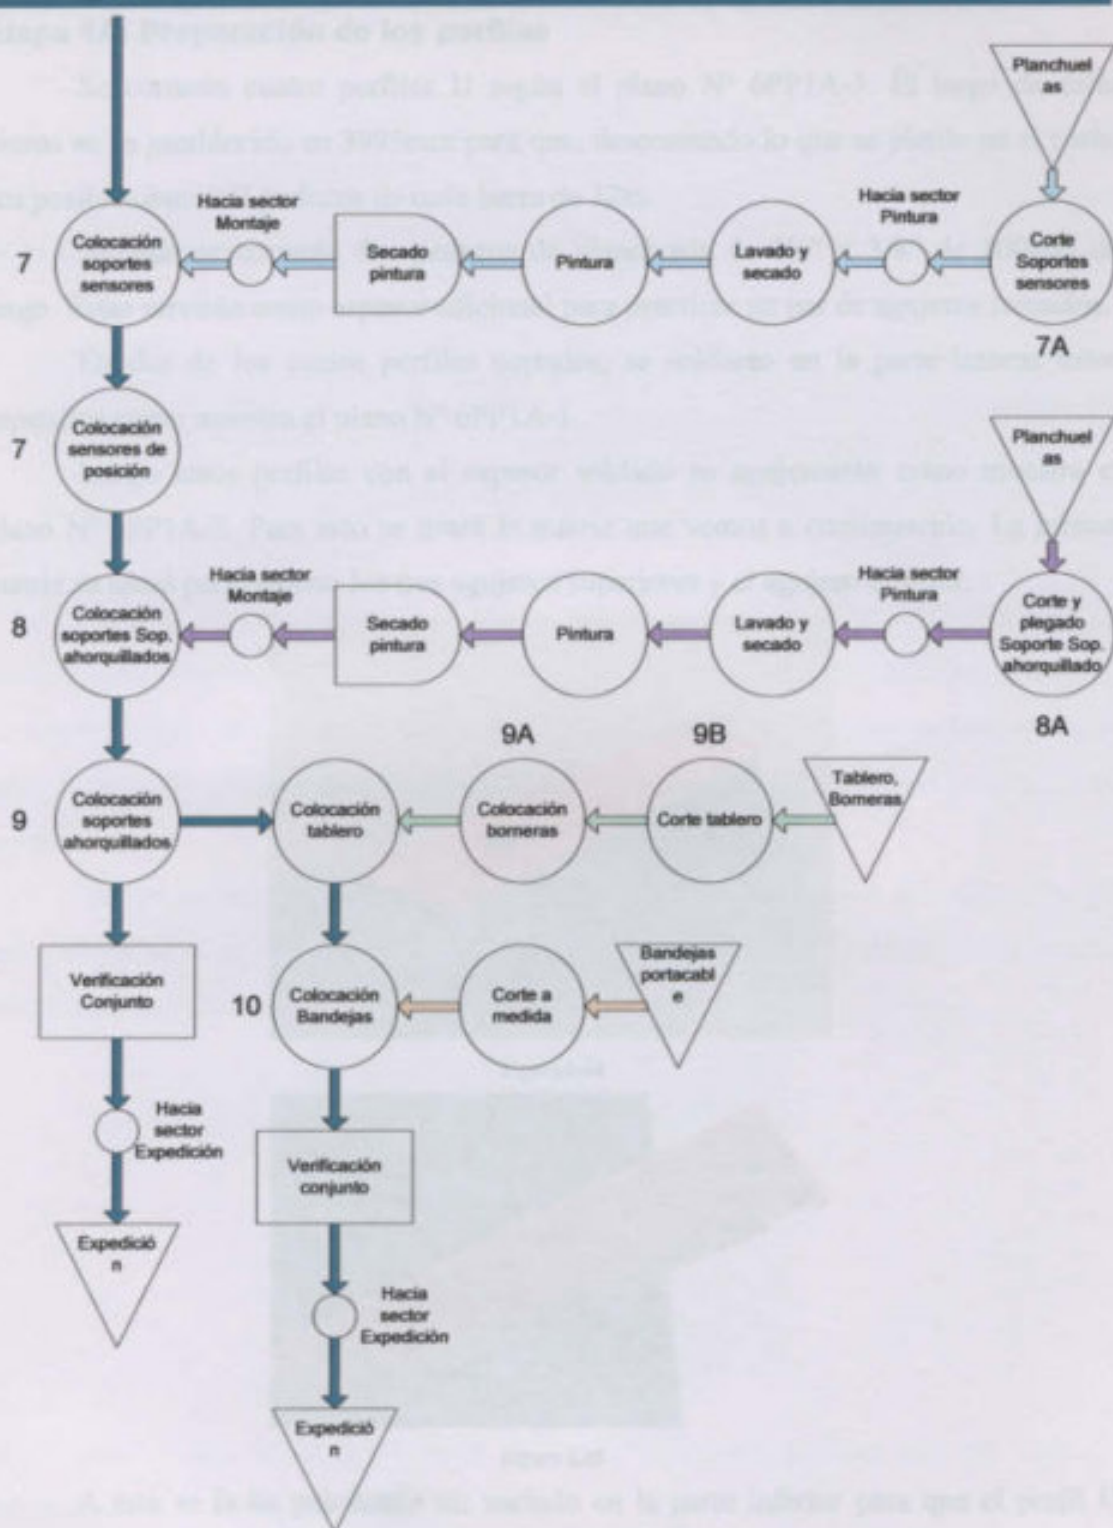 Planchuel
as
Hacia sector
Montaje
Hacia sector
Pintura
7
Colocación
soportes
sensores
Secado
pintura
Pintura
Lavado y
secado
Corte
Soportes
sensores
7A
7
Colocación
sensores de
posición
Planchuel
as
Hacia sector
Montaje
Hacia sector
Pintura
8
Colocación
soportes Sop.
ahorquillados
Secado
pintura
Pintura
Lavado y
secado
Corte y
plegado
Soporte Sop.
ahorquillado
8A
9A
9B
9
Colocación
soportes
ahorquillados
Colocación
tablero
Colocación
borneras
Corte tablero
Tablero,
Borneras
Verificación
Conjunto
10
Colocación
Bandejas
Corte a
medida
Bandejas
portacabl
e
Hacia
sector
Expedición
Verificación
conjunto
Expedició
n
Hacia
sector
Expedición
Expedició
n